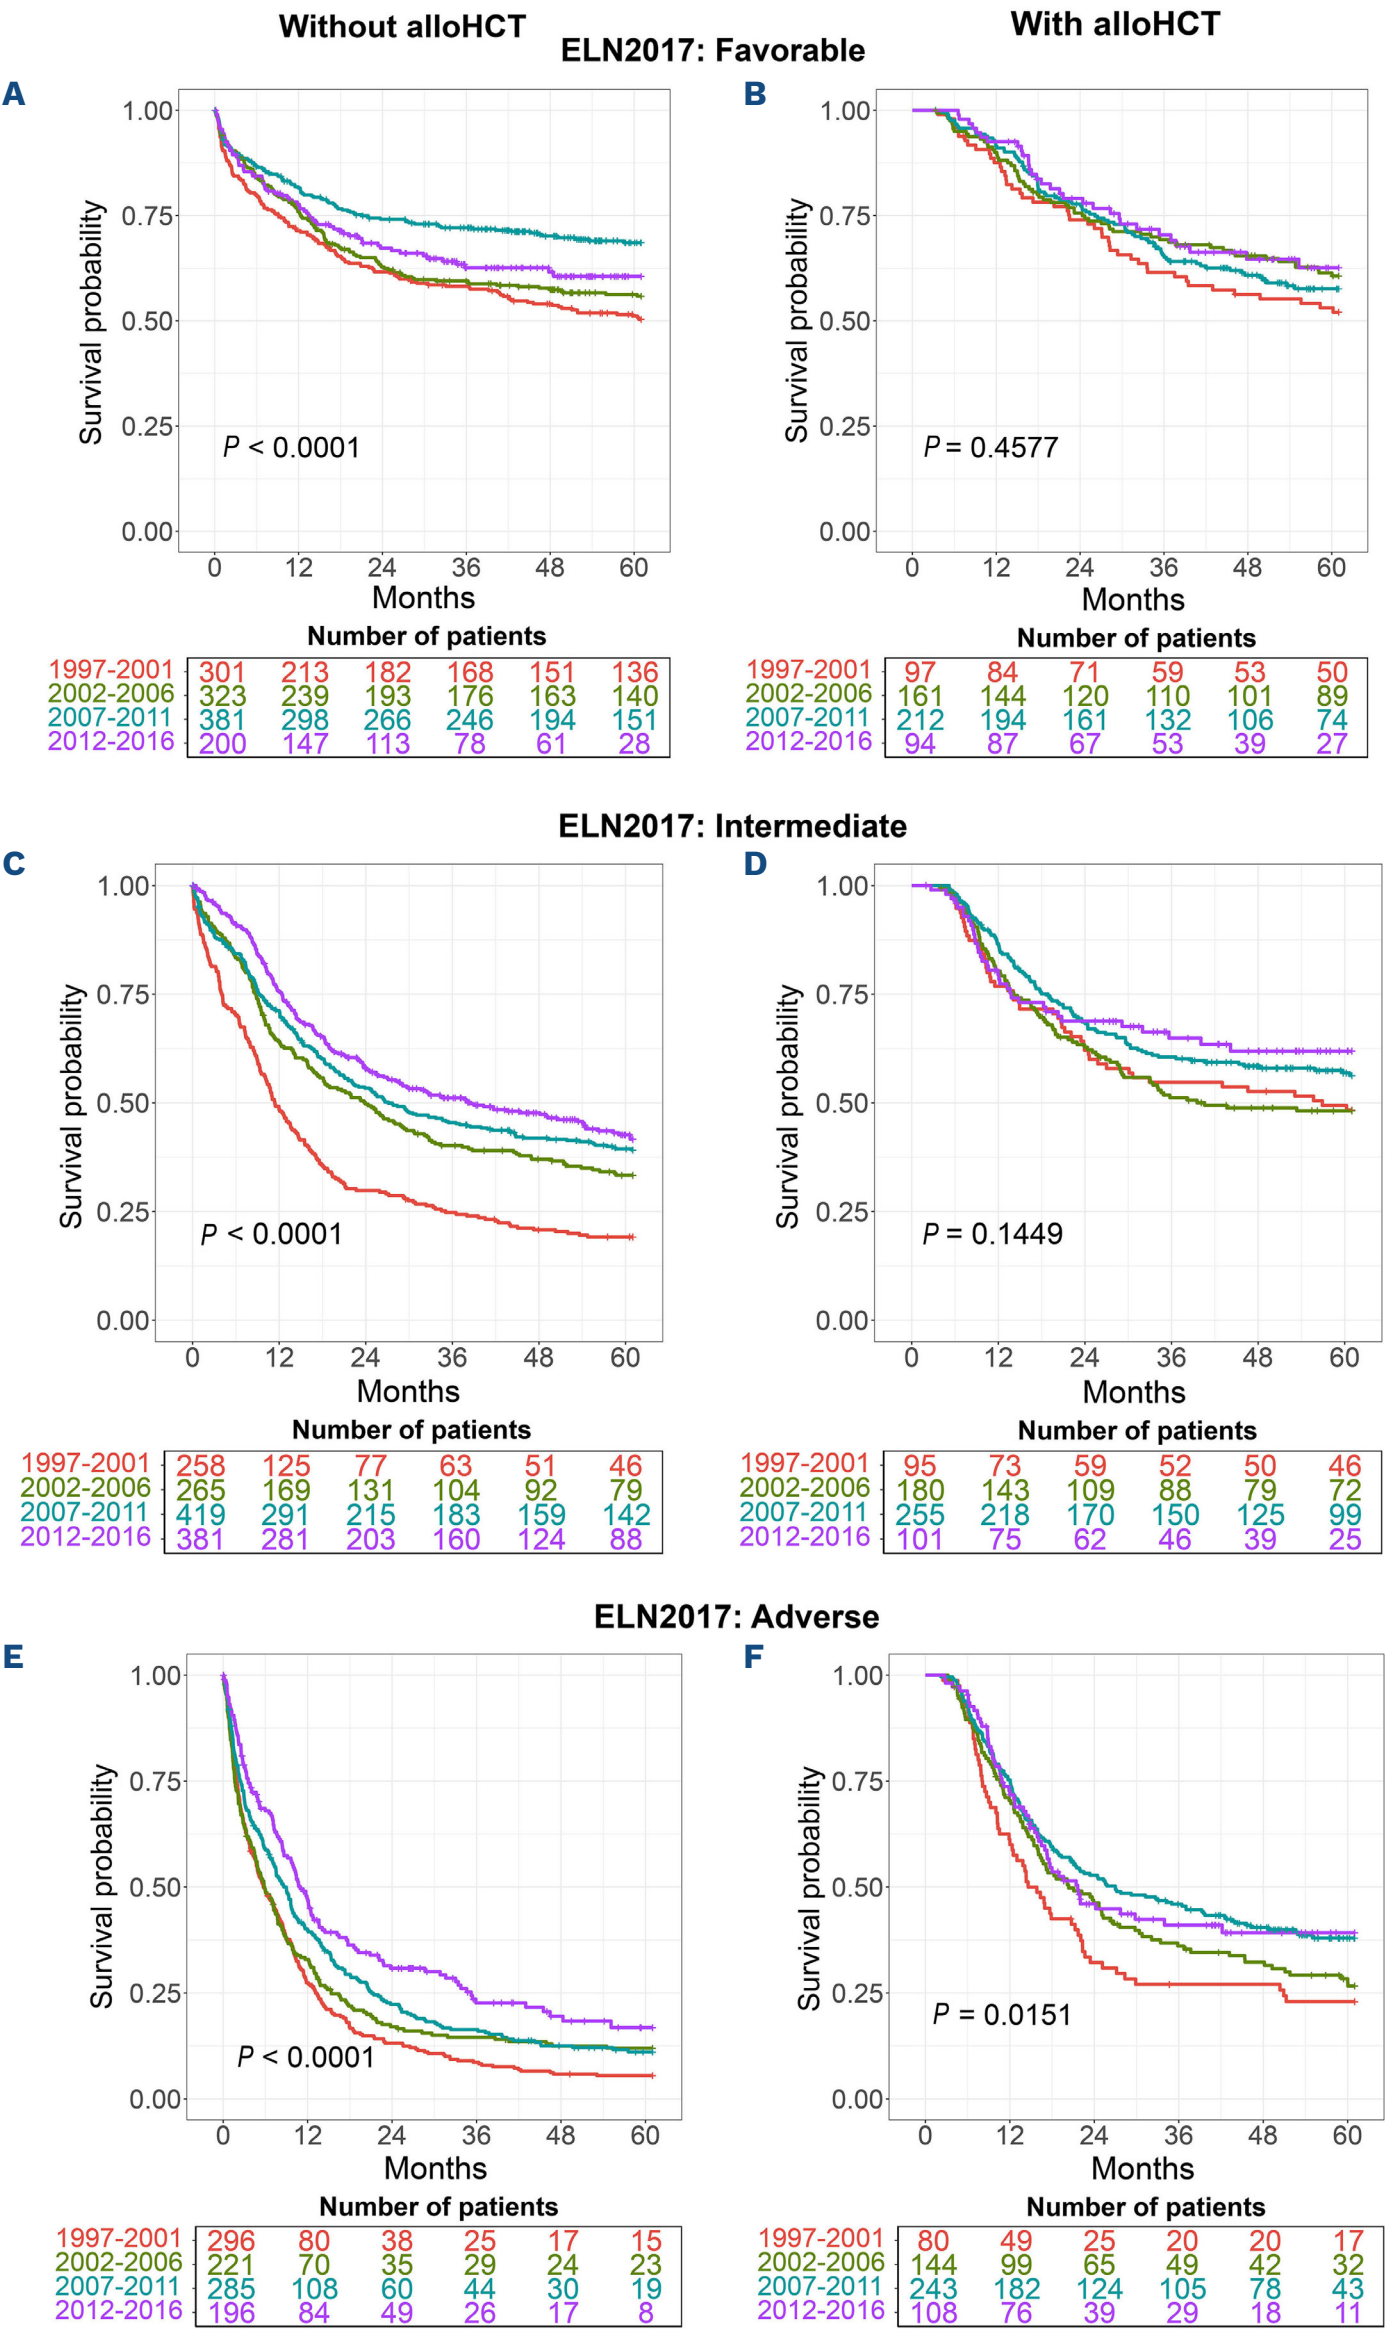 Without alloHCT
With alloHCT
ELN2017: Favorable
A
1.00
0.75
0.50
0.25
0.00
Survival probability
P < 0.0001
0 12 24 36 48 60
Months
Number of patients
1997-2001 301 213 182 168 151 136
2002-2006 323 239 193 176 163 140
2007-2011 381 298 266 246 194 151
2012-2016 200 147 113 78 61 28
B
1.00
0.75
0.50
0.25
0.00
Survival probability
P = 0.4577
0 12 24 36 48 60
Months
Number of patients
1997-2001 97 84 71 59 53 50
2002-2006 161 144 120 110 101 89
2007-2011 212 194 161 132 106 74
2012-2016 94 87 67 53 39 27
ELN2017: Intermediate
C
1.00
0.75
0.50
0.25
0.00
Survival probability
P < 0.0001
0 12 24 36 48 60
Months
Number of patients
1997-2001 258 125 77 63 51 46
2002-2006 265 169 131 104 92 79
2007-2011 419 291 215 183 159 142
2012-2016 381 281 203 160 124 88
D
1.00
0.75
0.50
0.25
0.00
Survival probability
P = 0.1449
0 12 24 36 48 60
Months
Number of patients
1997-2001 95 73 59 52 50 46
2002-2006 180 143 109 88 79 72
2007-2011 255 218 170 150 125 99
2012-2016 101 75 62 46 39 25
ELN2017: Adverse
E
1.00
0.75
0.50
0.25
0.00
Survival probability
P < 0.0001
0 12 24 36 48 60
Months
Number of patients
1997-2001 296 80 38 25 17 15
2002-2006 221 70 35 29 24 23
2007-2011 285 108 60 44 30 19
2012-2016 196 84 49 26 17 8
F
1.00
0.75
0.50
0.25
0.00
Survival probability
P = 0.0151
0 12 24 36 48 60
Months
Number of patients
1997-2001 80 49 25 20 20 17
2002-2006 144 99 65 49 42 32
2007-2011 243 182 124 105 78 43
2012-2016 108 76 39 29 18 11